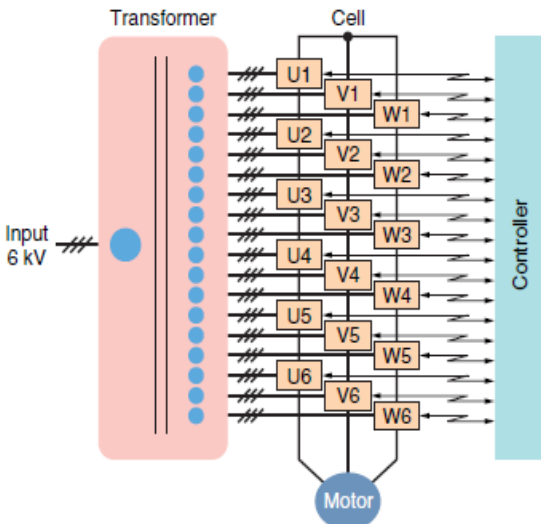 Transformer
Cell
U1
V1
W1
U2
V2
W2
U3
V3
W3
Input
6 kV
U4
V4
W4
U5
V5
W5
U6
V6
W6
Controller
Motor